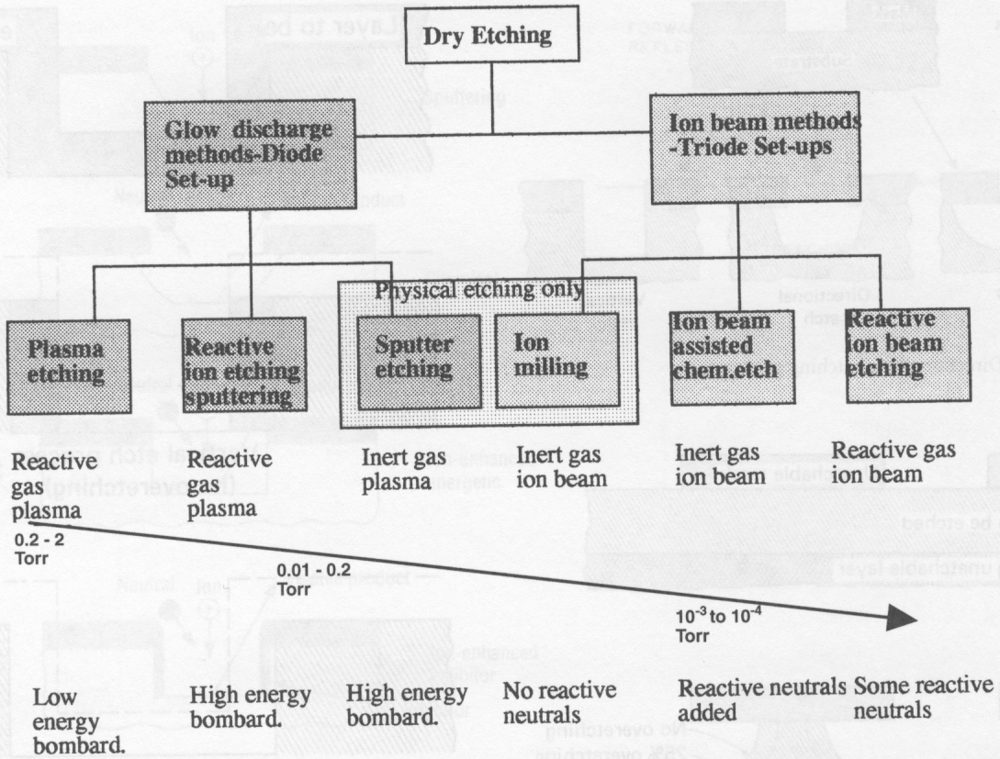 Dry Etching
Glow discharge
methods-Diode
Set-up
Ion beam methods
-Triode Set-ups
Physical etching only
Plasma
etching
Reactive
ion etching
sputtering
Sputter
etching
Ion
milling
Ion beam
assisted
chem.etch
Reactive
ion beam
etching
Reactive
gas
plasma
Reactive
gas
plasma
Inert gas
plasma
Inert gas
ion beam
Inert gas
ion beam
Reactive gas
ion beam
0.2 - 2
Torr
0.01 - 0.2
Torr
10⁻³ to 10⁻⁴
Torr
Low
energy
bombard.
High energy
bombard.
High energy
bombard.
No reactive
neutrals
Reactive neutrals
added
Some reactive
neutrals